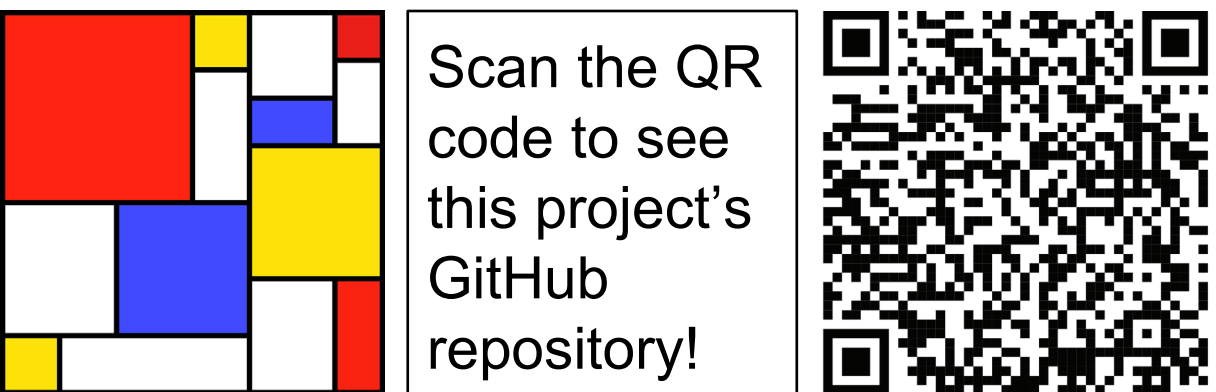 Scan the QR
code to see
this project’s
GitHub
repository!